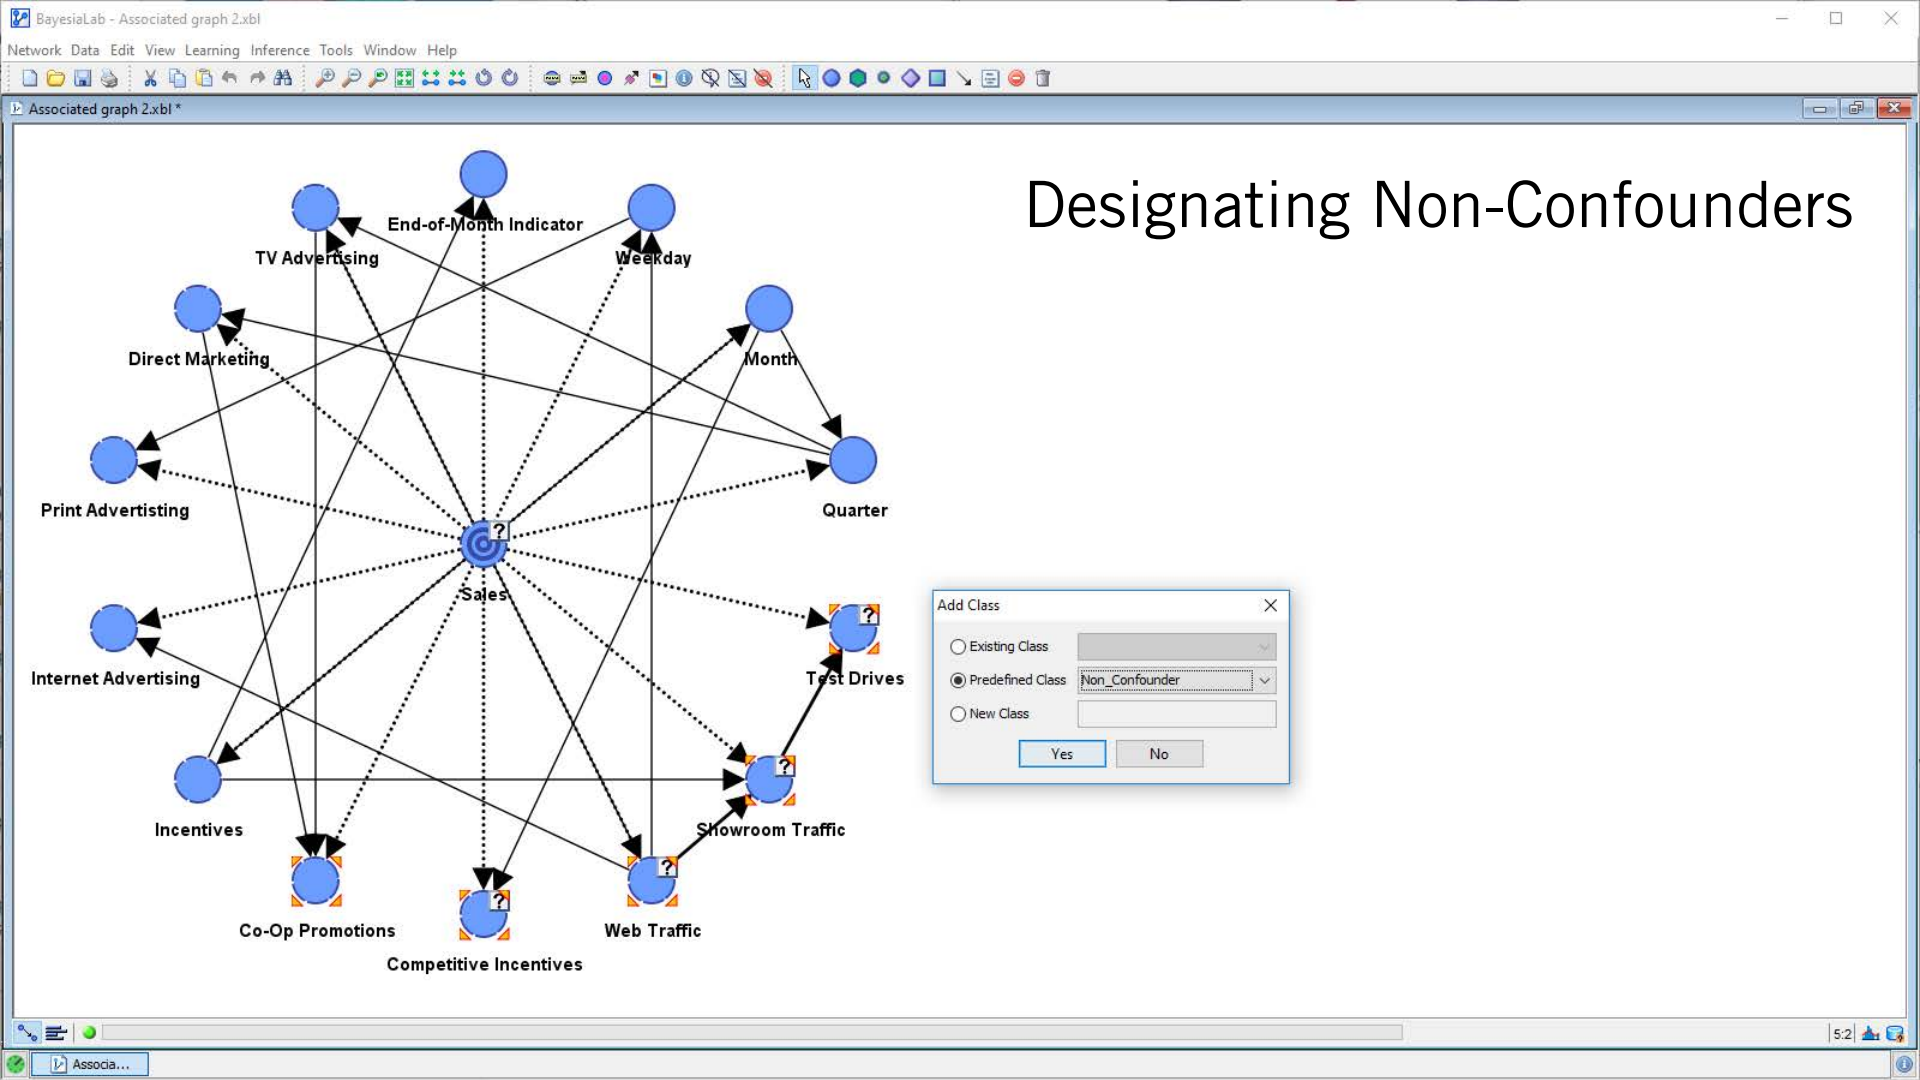 BayesiaLab - Associated graph 2.xbl
Network Data Edit View Learning Inference Tools Window Help
Associated graph 2.xbl *
Designating Non-Confounders
End-of-Month Indicator
TV Advertising
Weekday
Direct Marketing
Month
Print Advertisting
Quarter
?
Sales
Add Class
Existing Class
?
Internet Advertising
Test Drives
Predefined Class Non_Confounder
New Class
Yes No
?
Incentives
Showroom Traffic
?
?
Co-Op Promotions
Web Traffic
Competitive Incentives
5:2
Associa...